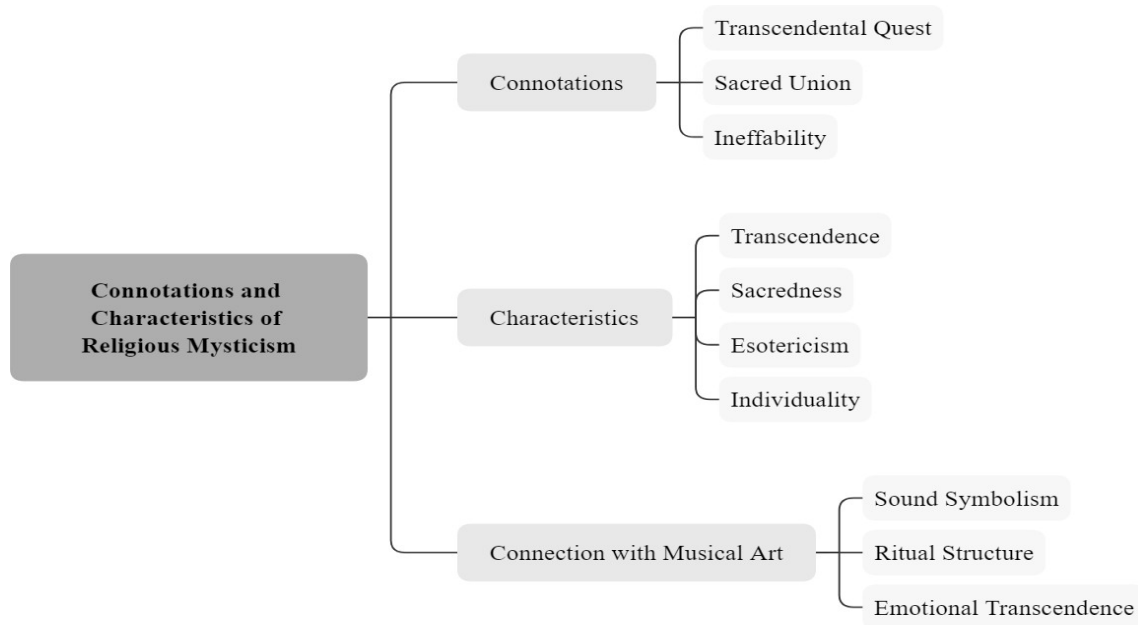 Connotations and
Characteristics of
Religious Mysticism
Connotations
Transcendental Quest
Sacred Union
Ineffability
Characteristics
Transcendence
Sacredness
Esotericism
Individuality
Connection with Musical Art
Sound Symbolism
Ritual Structure
Emotional Transcendence